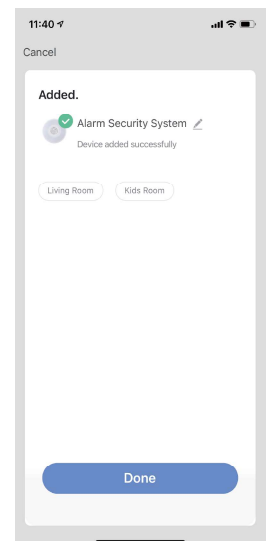 11:40
Cancel
Added.
Alarm Security System
Device added successfully
Living Room
Kids Room
Done